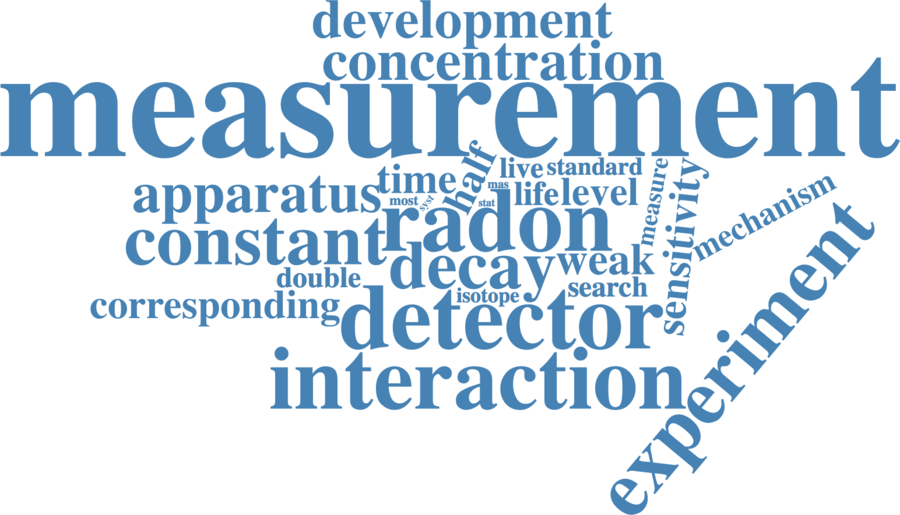 development
concentration
measurement
half
live standard
time
mas
measure
apparatus
most
syst
stat
life level
sensitivity
mechanism
radon
constant
experiment
decay weak
double
isotope
search
corresponding
detector
interaction